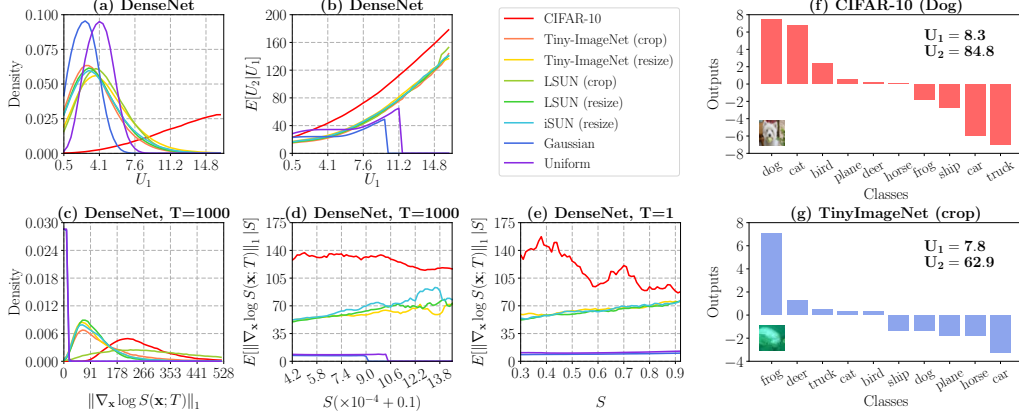 (a) DenseNet
Density
0.100
0.075
0.050
0.025
0.000
0.5 4.1 7.6 11.2 14.8
U₁
(b) DenseNet
E[U₂|U₁]
200
160
120
80
40
0
0.5 4.1 7.6 11.2 14.8
U₁
CIFAR-10
Tiny-ImageNet (crop)
Tiny-ImageNet (resize)
LSUN (crop)
LSUN (resize)
iSUN (resize)
Gaussian
Uniform
(f) CIFAR-10 (Dog)
Outputs
8
6
4
2
0
−2
−4
−6
−8
U₁ = 8.3
U₂ = 84.8
dog cat bird plane deer horse frog ship car truck
Classes
(c) DenseNet, T=1000
Density
0.030
0.024
0.018
0.012
0.006
0.000
0 91 178 266 353 441 528
‖∇ₓ log S(x; T)‖₁
(d) DenseNet, T=1000
E[‖∇ₓ log S(x; T)‖₁ |S]
175
140
105
70
35
0
4.2 5.8 7.4 9.0 10.6 12.2 13.8
S(×10⁻⁴ + 0.1)
(e) DenseNet, T=1
E[‖∇ₓ log S(x; T)‖₁ |S]
175
140
105
70
35
0
0.3 0.4 0.5 0.6 0.7 0.8 0.9
S
(g) TinyImageNet (crop)
Outputs
8
6
4
2
0
−2
−4
U₁ = 7.8
U₂ = 62.9
frog deer truck cat bird ship dog plane horse car
Classes